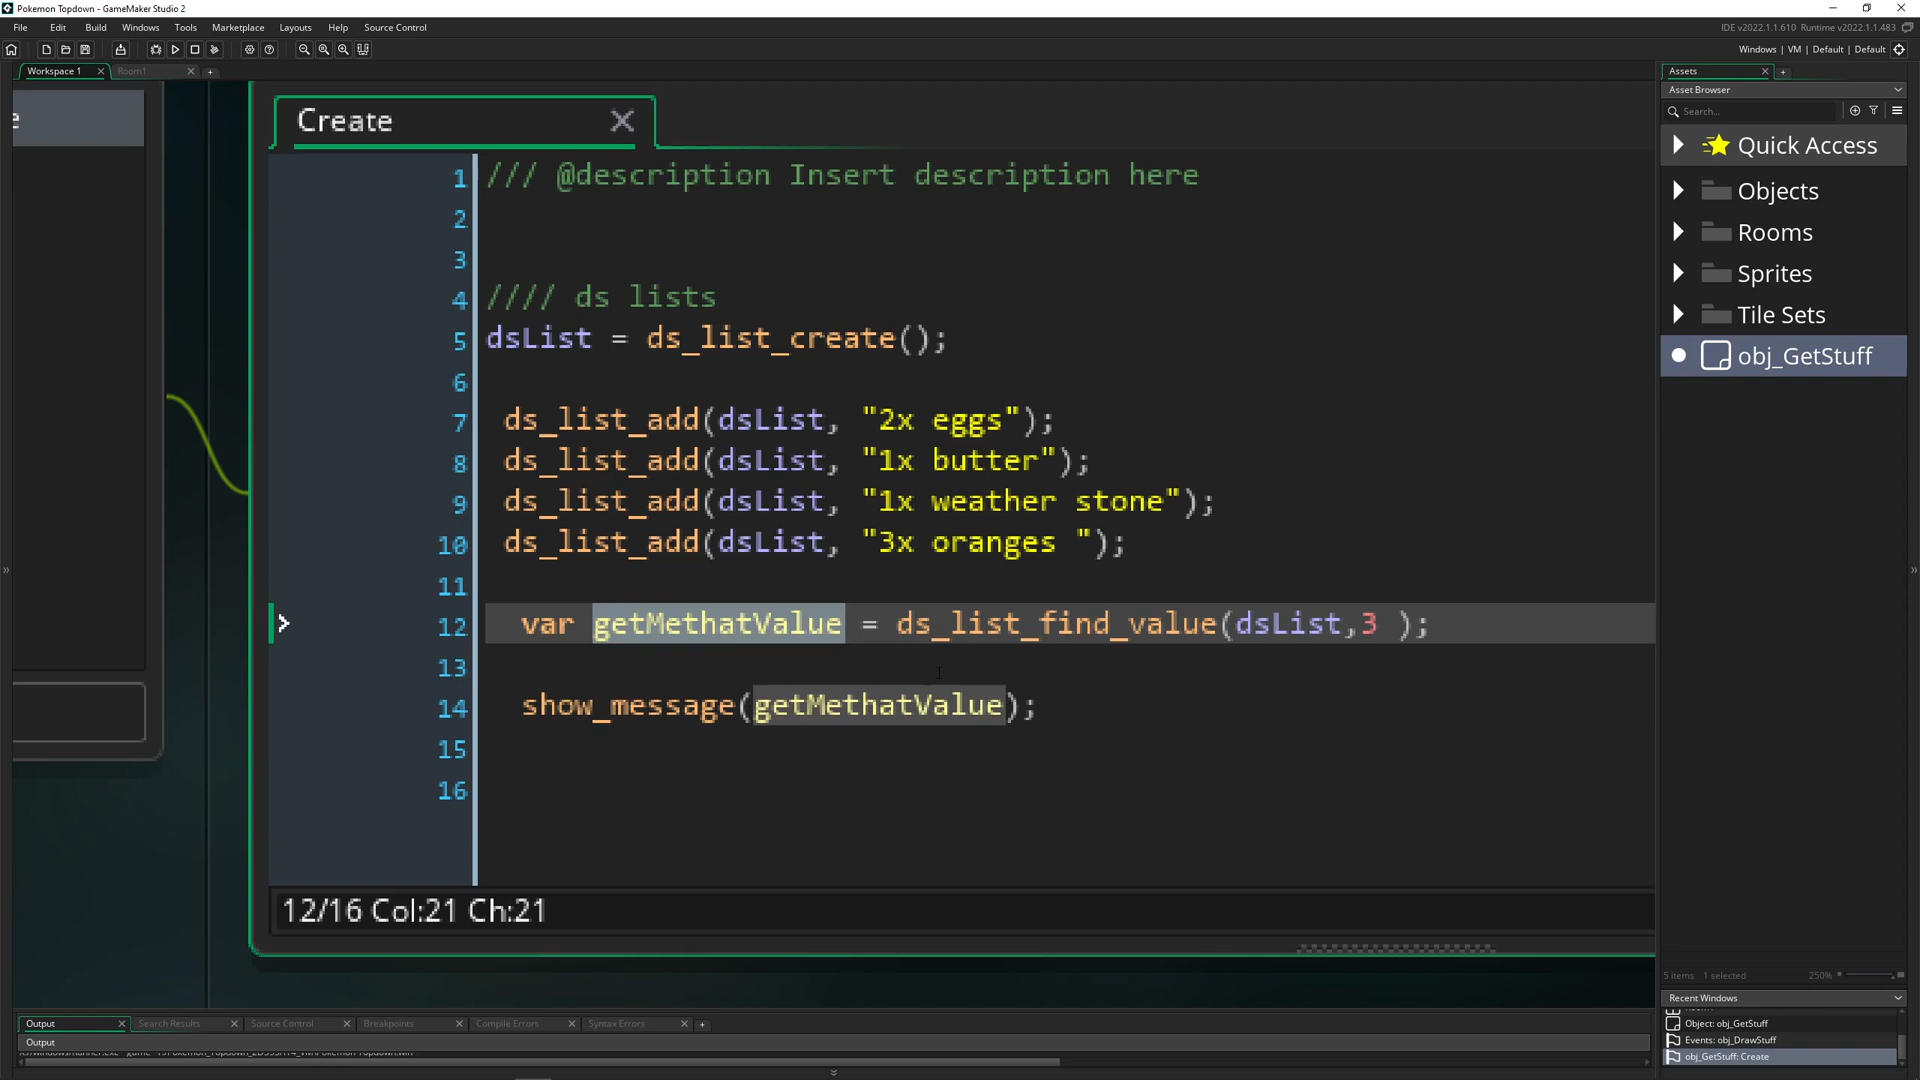 Pokemon Topdown - GameMaker Studio 2
File Edit Build Windows Tools Marketplace Layouts Help Source Control
IDE v2022.1.1.610 Runtime v2022.1.1.483
Windows | VM | Default | Default
Workspace 1
Room1
Create
1 /// @description Insert description here
2
3
4 //// ds lists
5 dsList = ds_list_create();
6
7 ds_list_add(dsList, "2x eggs");
8 ds_list_add(dsList, "1x butter");
9 ds_list_add(dsList, "1x weather stone");
10 ds_list_add(dsList, "3x oranges ");
11
12 var getMethatValue = ds_list_find_value(dsList,3 );
13
14 show_message(getMethatValue);
15
16
12/16 Col:21 Ch:21
Assets
Asset Browser
Search...
Quick Access
Objects
Rooms
Sprites
Tile Sets
obj_GetStuff
5 items 1 selected 250%
Recent Windows
Object: obj_GetStuff
Events: obj_DrawStuff
obj_GetStuff: Create
Output Search Results Source Control Breakpoints Compile Errors Syntax Errors
Output